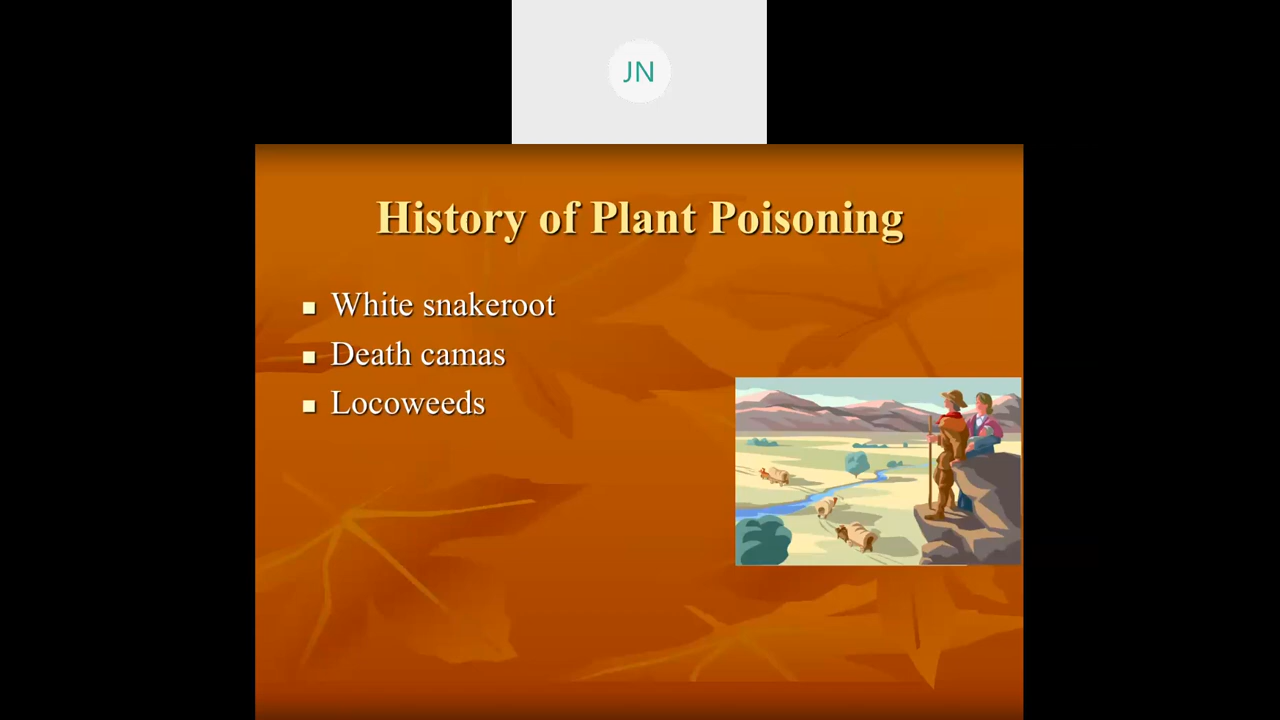 JN
History of Plant Poisoning
White snakeroot
Death camas
Locoweeds